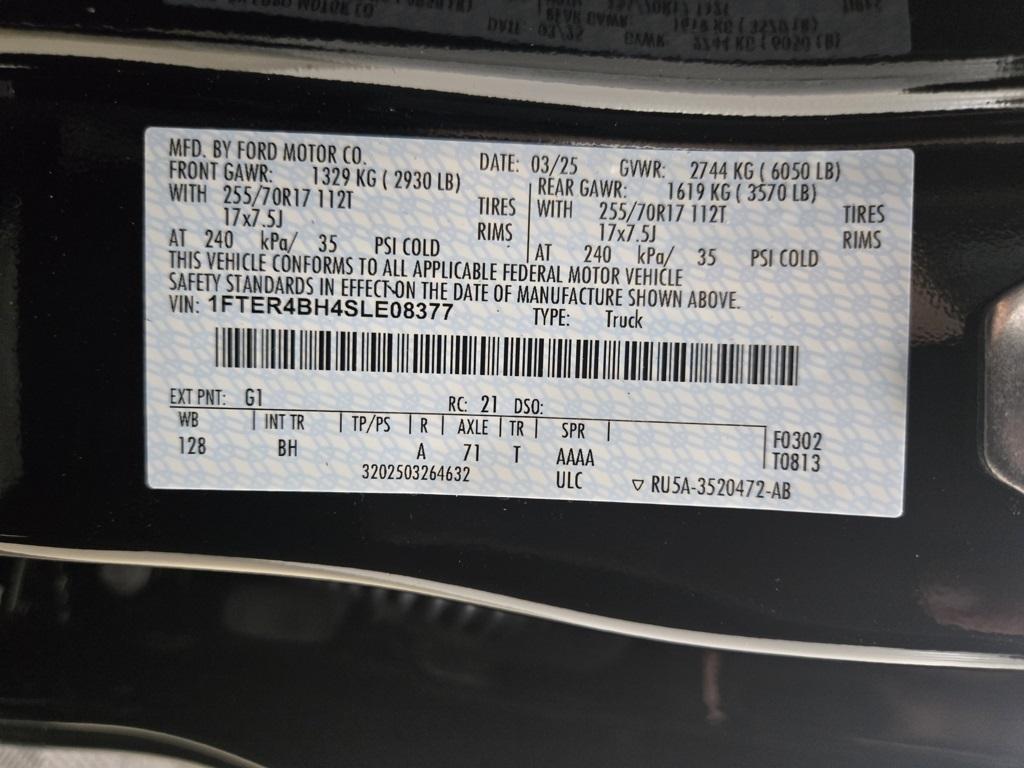 MFD. BY FORD MOTOR CO. DATE: 03/25 GVWR: 2744 KG ( 6050 LB)
FRONT GAWR: 1329 KG ( 2930 LB) REAR GAWR: 1619 KG ( 3570 LB)
WITH 255/70R17 112T TIRES WITH 255/70R17 112T TIRES
17x7.5J RIMS 17x7.5J RIMS
AT 240 kPa/ 35 PSI COLD AT 240 kPa/ 35 PSI COLD
THIS VEHICLE CONFORMS TO ALL APPLICABLE FEDERAL MOTOR VEHICLE
SAFETY STANDARDS IN EFFECT ON THE DATE OF MANUFACTURE SHOWN ABOVE.
VIN: 1FTER4BH4SLE08377 TYPE: Truck
EXT PNT: G1 RC: 21 DSO:
WB INT TR TP/PS R AXLE TR SPR F0302
128 BH A 71 T AAAA T0813
3202503264632 ULC ▽ RU5A-3520472-AB